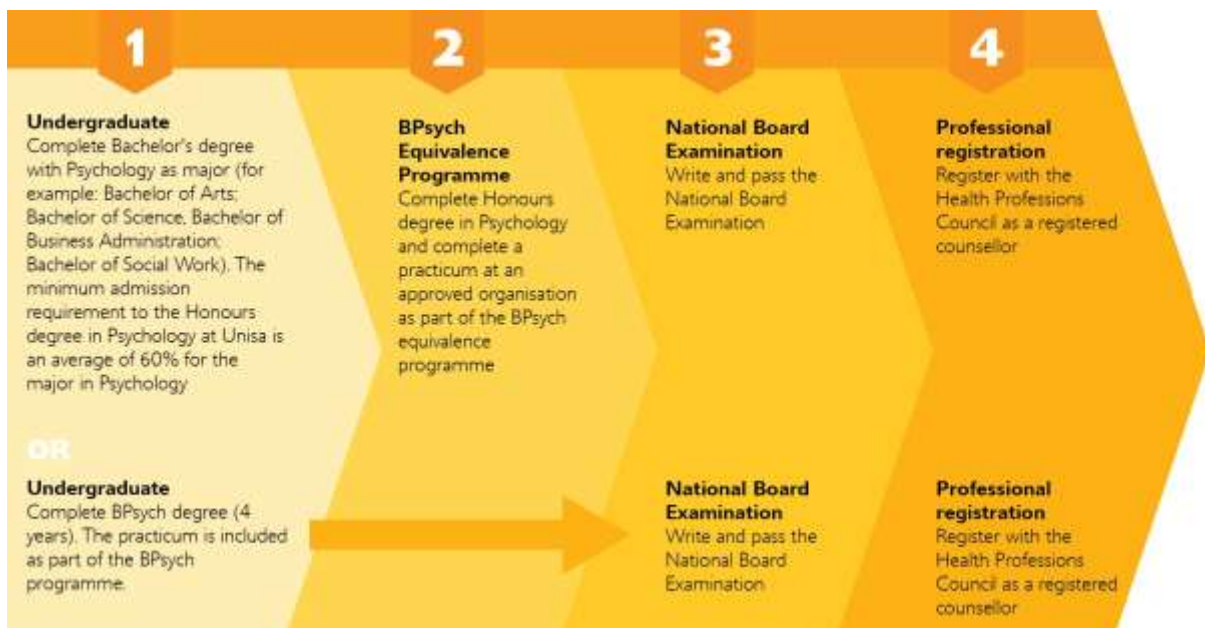 1
Undergraduate
Complete Bachelor's degree
with Psychology as major (for
example: Bachelor of Arts;
Bachelor of Science, Bachelor of
Business Administration;
Bachelor of Social Work). The
minimum admission
requirement to the Honours
degree in Psychology at Unisa is
an average of 60% for the
major in Psychology
2
BPsych
Equivalence
Programme
Complete Honours
degree in Psychology
and complete a
practicum at an
approved organisation
as part of the BPsych
equivalence
programme
3
National Board
Examination
Write and pass the
National Board
Examination
4
Professional
registration
Register with the
Health Professions
Council as a registered
counsellor
OR
Undergraduate
Complete BPsych degree (4
years). The practicum is included
as part of the BPsych
programme.
National Board
Examination
Write and pass the
National Board
Examination
Professional
registration
Register with the
Health Professions
Council as a registered
counsellor